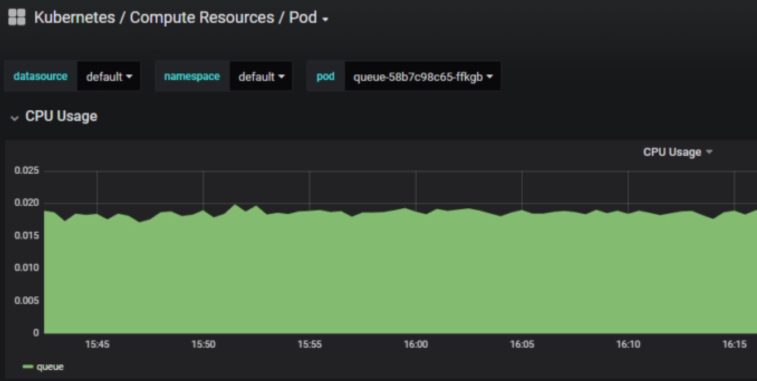 Kubernetes / Compute Resources / Pod
datasource default namespace default pod queue-58b7c98c65-ffkgb
CPU Usage
CPU Usage
0.025
0.020
0.015
0.010
0.005
0
15:45 15:50 15:55 16:00 16:05 16:10 16:15
queue